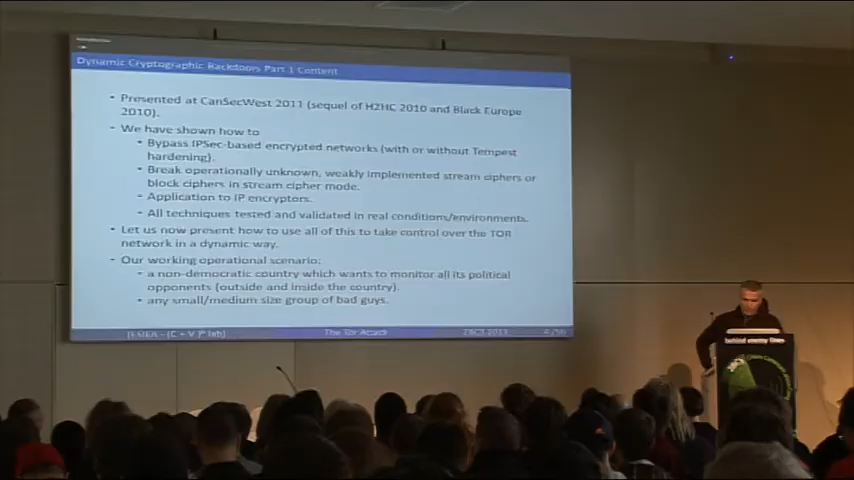 Dynamic Cryptographic Backdoors Part 1 Content
• Presented at CanSecWest 2011 (sequel of H2HC 2010 and Black Europe
2010).
• We have shown how to
• Bypass IPSec-based encrypted networks (with or without Tempest
hardening).
• Break operationally unknown, weakly implemented stream ciphers or
block ciphers in stream cipher mode.
• Application to IP encryptors.
• All techniques tested and validated in real conditions/environments.
• Let us now present how to use all of this to take control over the TOR
network in a dynamic way.
• Our working operational scenario:
• a non-democratic country which wants to monitor all its political
opponents (outside and inside the country).
• any small/medium size group of bad guys.
The Tor Attack
28C3 2011
behind enemy lines